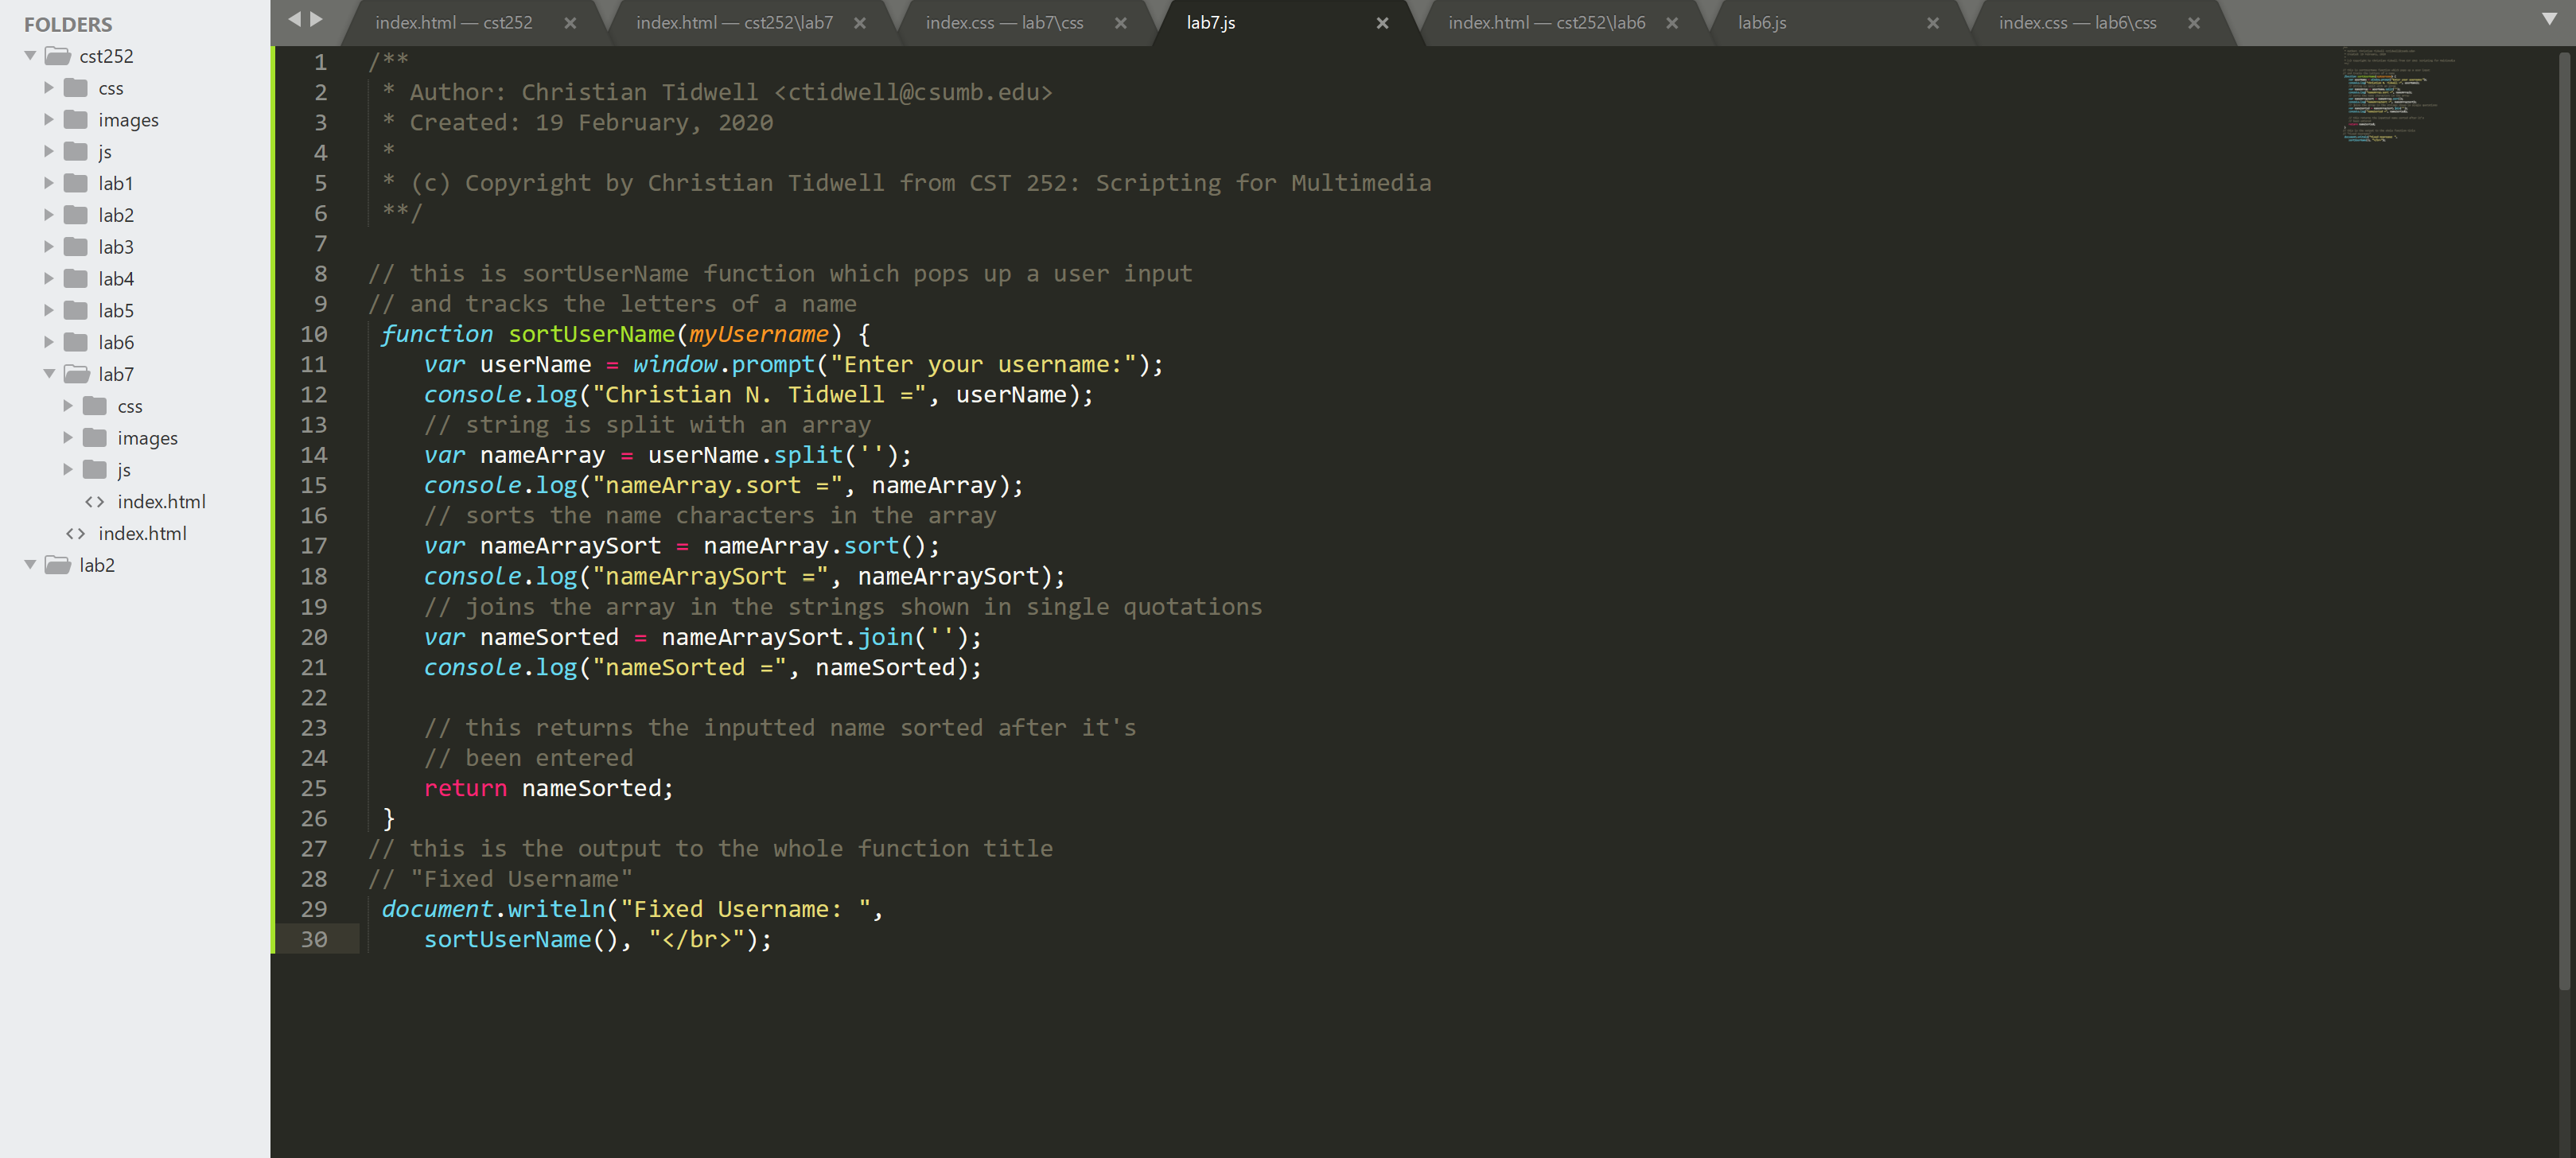 FOLDERS
cst252
css
images
js
lab1
lab2
lab3
lab4
lab5
lab6
lab7
css
images
js
index.html
index.html
lab2
index.html — cst252
index.html — cst252\lab7
index.css — lab7\css
lab7.js
index.html — cst252\lab6
lab6.js
index.css — lab6\css
1 /**
2 * Author: Christian Tidwell <ctidwell@csumb.edu>
3 * Created: 19 February, 2020
4 *
5 * (c) Copyright by Christian Tidwell from CST 252: Scripting for Multimedia
6 **/
7
8 // this is sortUserName function which pops up a user input
9 // and tracks the letters of a name
10 function sortUserName(myUsername) {
11 var userName = window.prompt("Enter your username:");
12 console.log("Christian N. Tidwell =", userName);
13 // string is split with an array
14 var nameArray = userName.split('');
15 console.log("nameArray.sort =", nameArray);
16 // sorts the name characters in the array
17 var nameArraySort = nameArray.sort();
18 console.log("nameArraySort =", nameArraySort);
19 // joins the array in the strings shown in single quotations
20 var nameSorted = nameArraySort.join('');
21 console.log("nameSorted =", nameSorted);
22
23 // this returns the inputted name sorted after it's
24 // been entered
25 return nameSorted;
26 }
27 // this is the output to the whole function title
28 // "Fixed Username"
29 document.writeln("Fixed Username: ",
30 sortUserName(), "</br>");